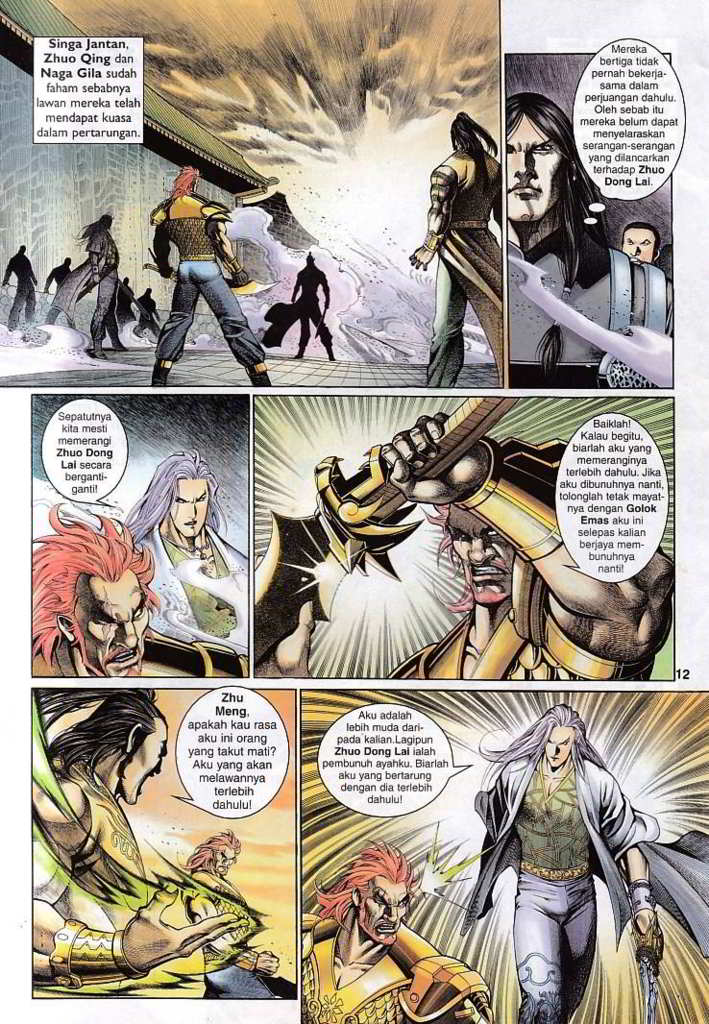 Singa Jantan,
Zhuo Qing dan
Naga Gila sudah
faham sebabnya
lawan mereka telah
mendapat kuasa
dalam pertarungan.
Mereka
bertiga tidak
pernah bekerja-
sama dalam
perjuangan dahulu.
Oleh sebab itu
mereka belum dapat
menyelaraskan
serangan-serangan
yang dilancarkan
terhadap Zhuo
Dong Lai.
Sepatutnya
kita mesti
memerangi
Zhuo Dong
Lai secara
berganti-
ganti!
Baiklah!
Kalau begitu,
biarlah aku yang
memeranginya
terlebih dahulu. Jika
aku dibunuhnya nanti,
tolonglah tetak mayat-
nya dengan Golok
Emas aku ini
selepas kalian
berjaya mem-
bunuhnya
nanti!
12
Zhu
Meng,
apakah kau rasa
aku ini orang
yang takut mati?
Aku yang akan
melawannya
terlebih
dahulu!
Aku adalah
lebih muda dari-
pada kalian.Lagipun
Zhuo Dong Lai ialah
pembunuh ayahku. Biarlah
aku yang bertarung
dengan dia terlebih
dahulu!